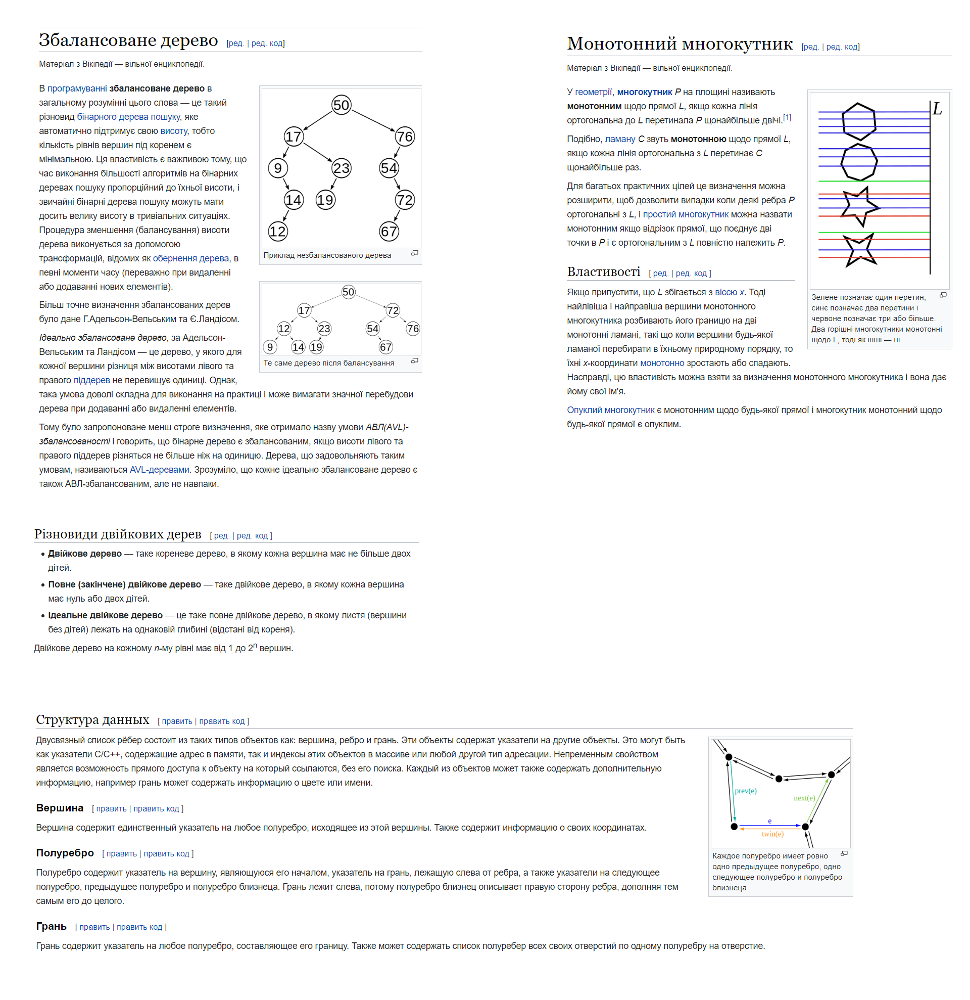 Збалансоване дерево [ред. | ред. код]
Матеріал з Вікіпедії — вільної енциклопедії.
В програмуванні збалансоване дерево в
загальному розумінні цього слова — це такий
різновид бінарного дерева пошуку, яке
автоматично підтримує свою висоту, тобто
кількість рівнів вершин під коренем є
мінімальною. Ця властивість є важливою тому, що
час виконання більшості алгоритмів на бінарних
деревах пошуку пропорційний до їхньої висоти, і
звичайні бінарні дерева пошуку можуть мати
досить велику висоту в тривіальних ситуаціях.
Процедура зменшення (балансування) висоти
дерева виконується за допомогою
трансформацій, відомих як обернення дерева, в
певні моменти часу (переважно при видаленні
або додаванні нових елементів).
Більш точне визначення збалансованих дерев
було дане Г.Адельсон-Вельським та Є.Ландісом.
Ідеально збалансоване дерево, за Адельсон-
Вельським та Ландісом — це дерево, у якого для
кожної вершини різниця між висотами лівого та
правого піддерев не перевищує одиниці. Однак,
така умова доволі складна для виконання на практиці і може вимагати значної перебудови
дерева при додаванні або видаленні елементів.
Тому було запропоноване менш строге визначення, яке отримало назву умови АВЛ(AVL)-
збалансованості і говорить, що бінарне дерево є збалансованим, якщо висоти лівого та
правого піддерев різняться не більше ніж на одиницю. Дерева, що задовольняють таким
умовам, називаються AVL-деревами. Зрозуміло, що кожне ідеально збалансоване дерево є
також АВЛ-збалансованим, але не навпаки.
50
17 76
9 23 54
14 19 72
12 67
Приклад незбалансованого дерева
50
17 72
12 23 54 76
9 14 19 67
Те саме дерево після балансування
Монотонний многокутник [ред. | ред. код]
Матеріал з Вікіпедії — вільної енциклопедії.
У геометрії, многокутник P на площині називають
монотонним щодо прямої L, якщо кожна лінія
ортогональна до L перетинала P щонайбільше двічі.[1]
Подібно, ламану C звуть монотонною щодо прямої L,
якщо кожна лінія ортогональна з L перетинає C
щонайбільше раз.
Для багатьох практичних цілей це визначення можна
розширити, щоб дозволити випадки коли деякі ребра P
ортогональні з L, і простий многокутник можна назвати
монотонним якщо відрізок прямої, що поєднує дві
точки в P і є ортогональним з L повністю належить P.
L
Зелене позначає один перетин,
синє позначає два перетини і
червоне позначає три або більше.
Два горішні многокутники монотонні
щодо L, тоді як інші — ні.
Властивості [ ред. | ред. код ]
Якщо припустити, що L збігається з віссю x. Тоді
найлівіша і найправіша вершини монотонного
многокутника розбивають його границю на дві
монотонні ламані, такі що коли вершини будь-якої
ламаної перебирати в їхньому природному порядку, то
їхні x-координати монотонно зростають або спадають.
Насправді, цю властивість можна взяти за визначення монотонного многокутника і вона дає
йому свої ім'я.
Опуклий многокутник є монотонним щодо будь-якої прямої і многокутник монотонний щодо
будь-якої прямої є опуклим.
Різновиди двійкових дерев [ ред. | ред. код ]
• Двійкове дерево — таке кореневе дерево, в якому кожна вершина має не більше двох
дітей.
• Повне (закінчене) двійкове дерево — таке двійкове дерево, в якому кожна вершина
має нуль або двох дітей.
• Ідеальне двійкове дерево — це таке повне двійкове дерево, в якому листя (вершини
без дітей) лежать на однаковій глибині (відстані від кореня).
Двійкове дерево на кожному n-му рівні має від 1 до 2ⁿ вершин.
Структура данных [ править | править код ]
Двусвязный список рёбер состоит из таких типов объектов как: вершина, ребро и грань. Эти объекты содержат указатели на другие объекты. Это могут быть
как указатели C/C++, содержащие адрес в памяти, так и индексы этих объектов в массиве или любой другой тип адресации. Непременным свойством
является возможность прямого доступа к объекту на который ссылаются, без его поиска. Каждый из объектов может также содержать дополнительную
информацию, например грань может содержать информацию о цвете или имени.
Вершина [ править | править код ]
Вершина содержит единственный указатель на любое полуребро, исходящее из этой вершины. Также содержит информацию о своих координатах.
Полуребро [ править | править код ]
Полуребро содержит указатель на вершину, являющуюся его началом, указатель на грань, лежащую слева от ребра, а также указатели на следующее
полуребро, предыдущее полуребро и полуребро близнеца. Грань лежит слева, потому полуребро близнец описывает правую сторону ребра, дополняя тем
самым его до целого.
Грань [ править | править код ]
Грань содержит указатель на любое полуребро, составляющее его границу. Также может содержать список полуребер всех своих отверстий по одному полуребру на отверстие.
prev(e)
next(e)
e
twin(e)
Каждое полуребро имеет ровно
одно предыдущее полуребро, одно
следующее полуребро и полуребро
близнеца